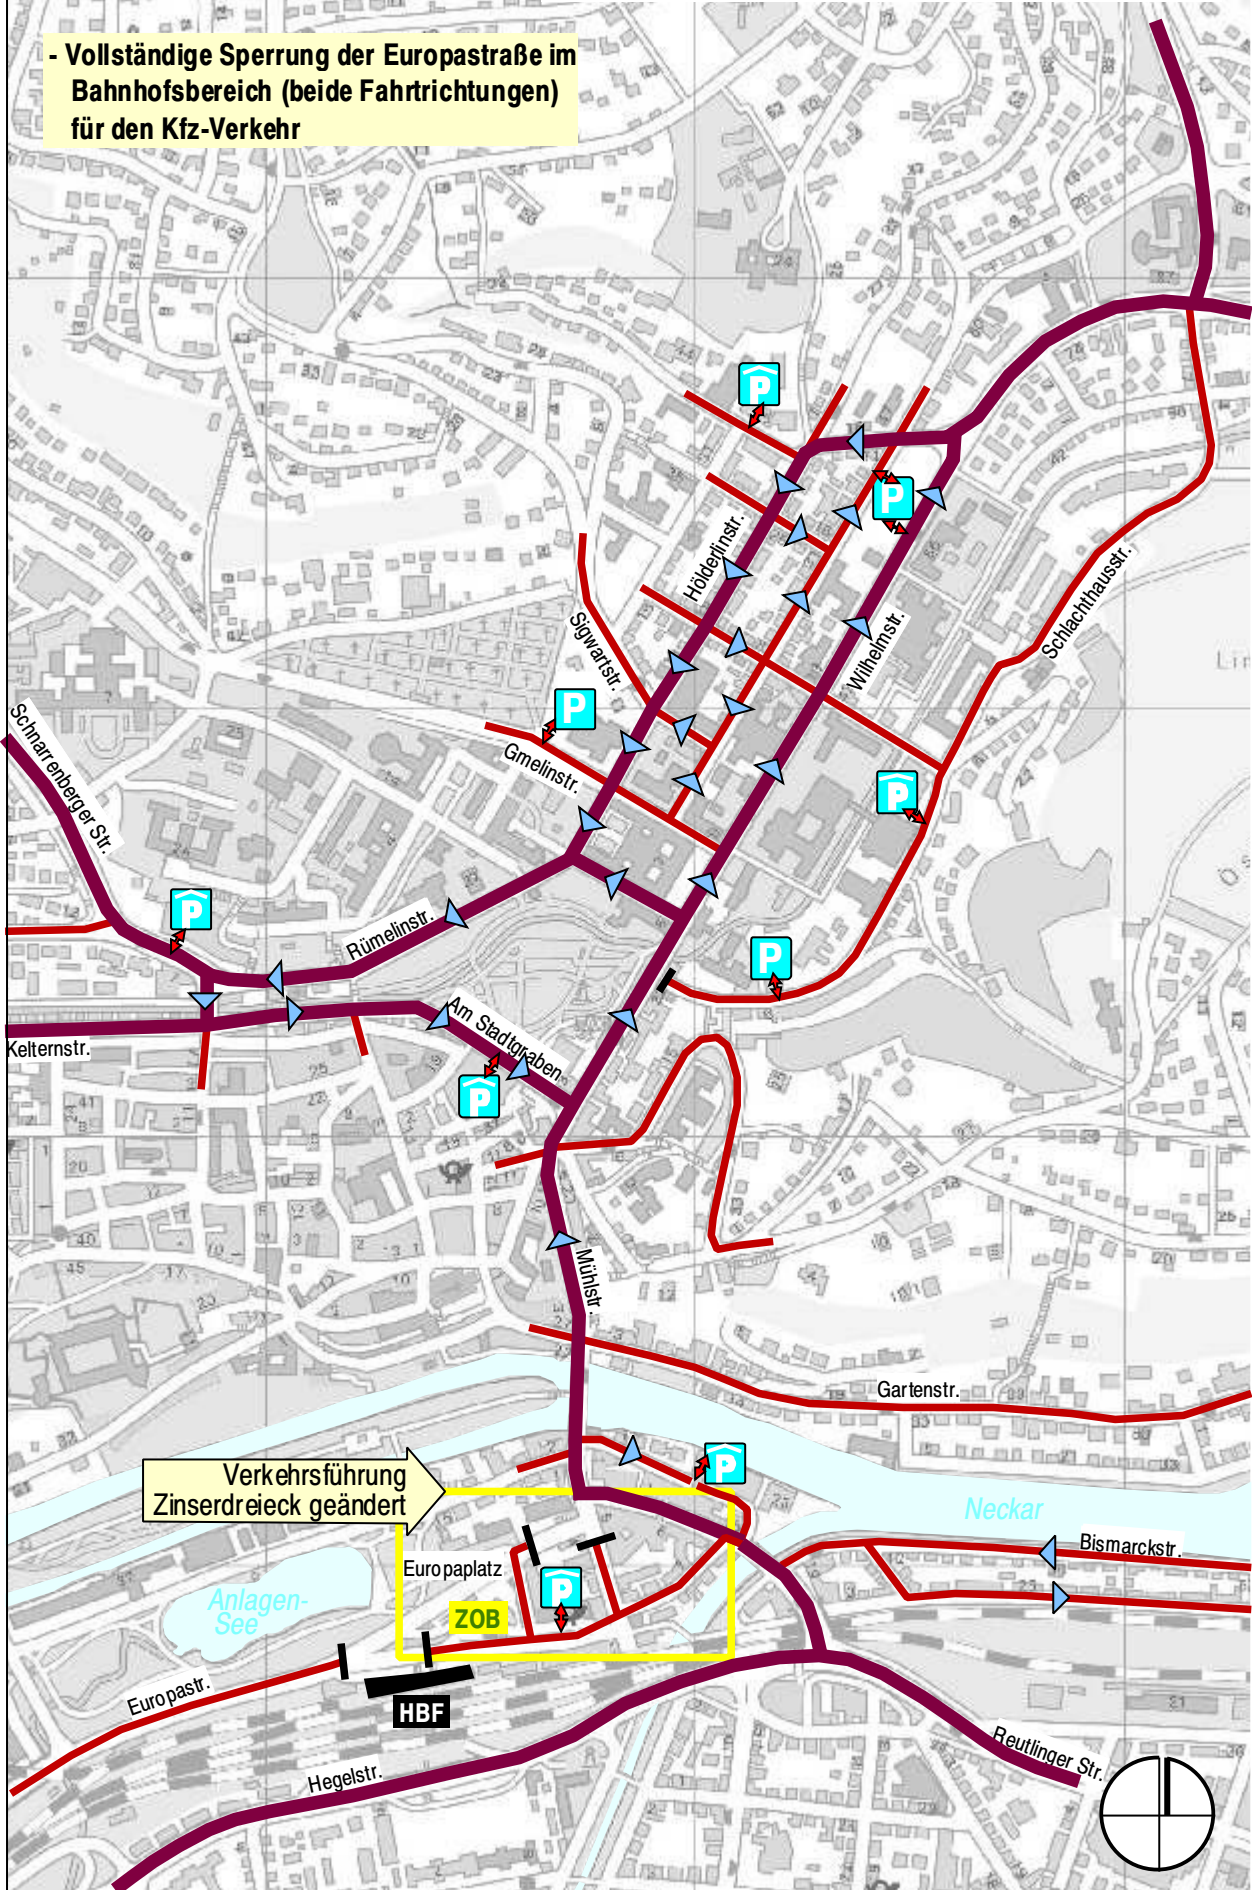 - Vollständige Sperrung der Europastraße im
Bahnhofsbereich (beide Fahrtrichtungen)
für den Kfz-Verkehr
P
Hölderlinstr.
P
Sigwartstr.
Wilhelmstr.
Schlachthausstr.
P
Gmelinstr.
Schnarrenberger Str.
P
P
Rümelinstr.
P
Am Stadtgraben
Kelternstr.
P
Mühlstr.
Gartenstr.
Verkehrsführung
Zinserdreieck geändert
P
Neckar
Bismarckstr.
Europaplatz
P
Anlagen-
See
ZOB
Europastr.
HBF
Hegelstr.
Reutlinger Str.